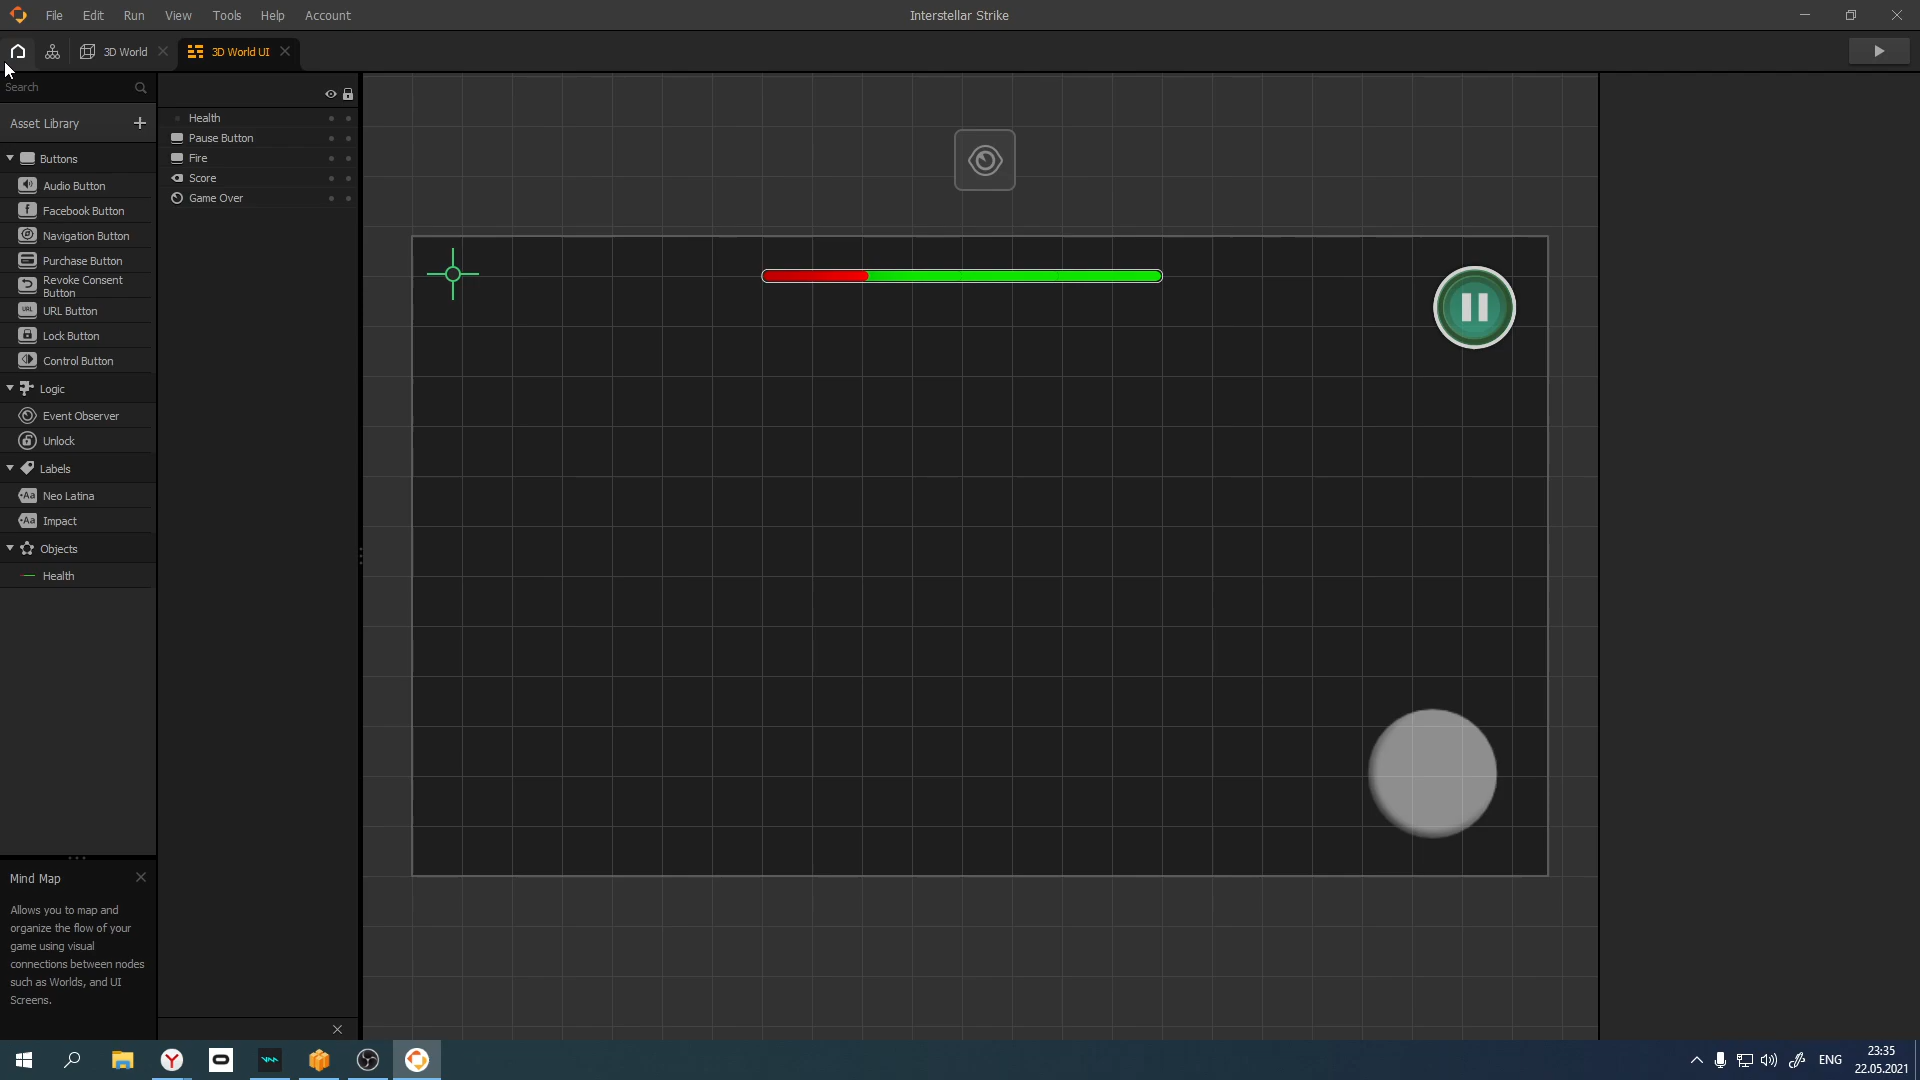 File Edit Run View Tools Help Account Interstellar Strike
3D World 3D World UI
Search
Asset Library
Health
Pause Button
Buttons
Fire
Audio Button
Score
Facebook Button
Game Over
Navigation Button
Purchase Button
Revoke Consent
Button
URL Button
Lock Button
Control Button
Logic
Event Observer
Unlock
Labels
Neo Latina
Impact
Objects
Health
Mind Map
Allows you to map and
organize the flow of your
game using visual
connections between nodes
such as Worlds, and UI
Screens.
ENG
23:35
22.05.2021